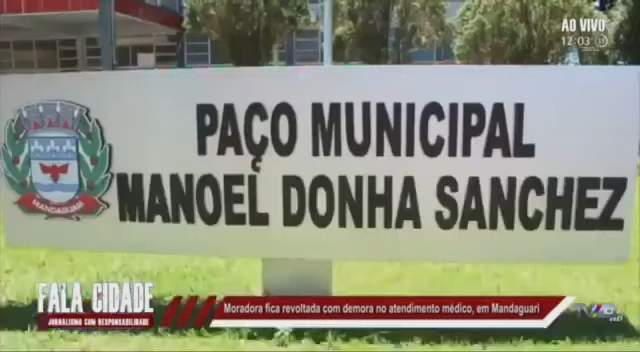 AO VIVO
12:03
PAÇO MUNICIPAL
MANOEL DONHA SANCHEZ
MANDAGUARI
FALA CIDADE
JORNALISMO COM RESPONSABILIDADE
Moradora fica revoltada com demora no atendimento médico, em Mandaguari